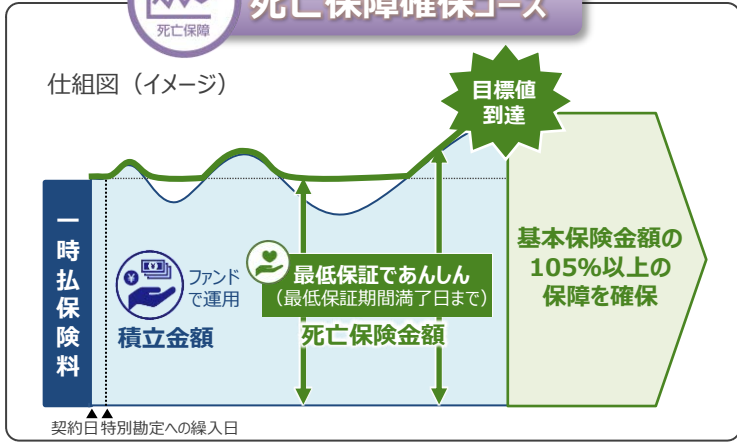 死亡保障確保コース
死亡保障
仕組図（イメージ）
目標値
到達
一時払保険料
ファンド
で運用
積立金額
最低保証であんしん
（最低保証期間満了日まで）
死亡保険金額
基本保険金額の
105%以上の
保障を確保
▲契約日
▲特別勘定への繰入日